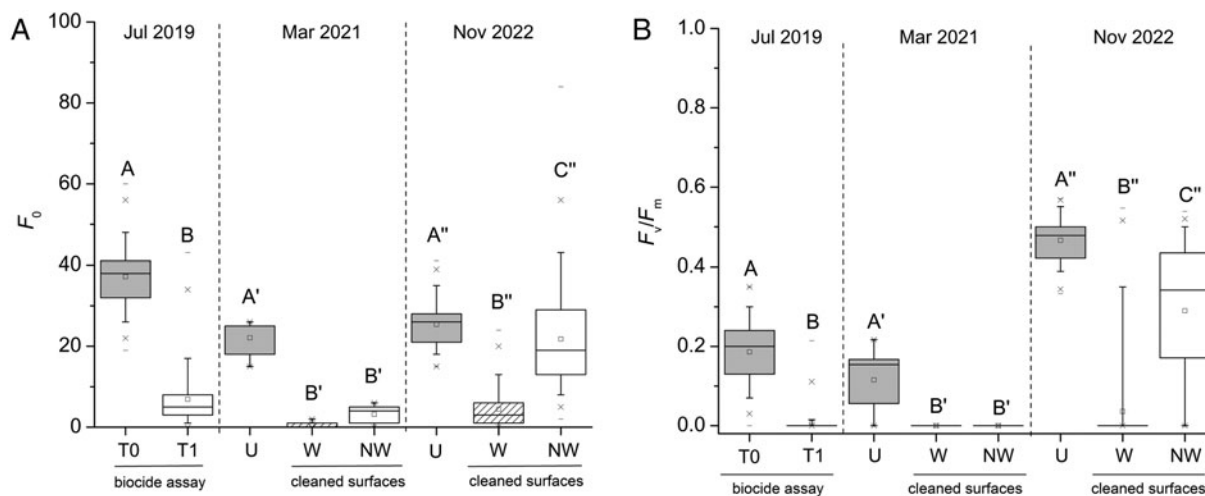 A
Jul 2019 Mar 2021 Nov 2022
F0
100
80
60
40
20
0
A
B
A'
B'
B'
A''
B''
C''
T0 T1 U W NW U W NW
biocide assay cleaned surfaces cleaned surfaces
B
Jul 2019 Mar 2021 Nov 2022
Fv/Fm
1.0
0.8
0.6
0.4
0.2
0.0
A
B
A'
B'
B'
A''
B''
C''
T0 T1 U W NW U W NW
biocide assay cleaned surfaces cleaned surfaces